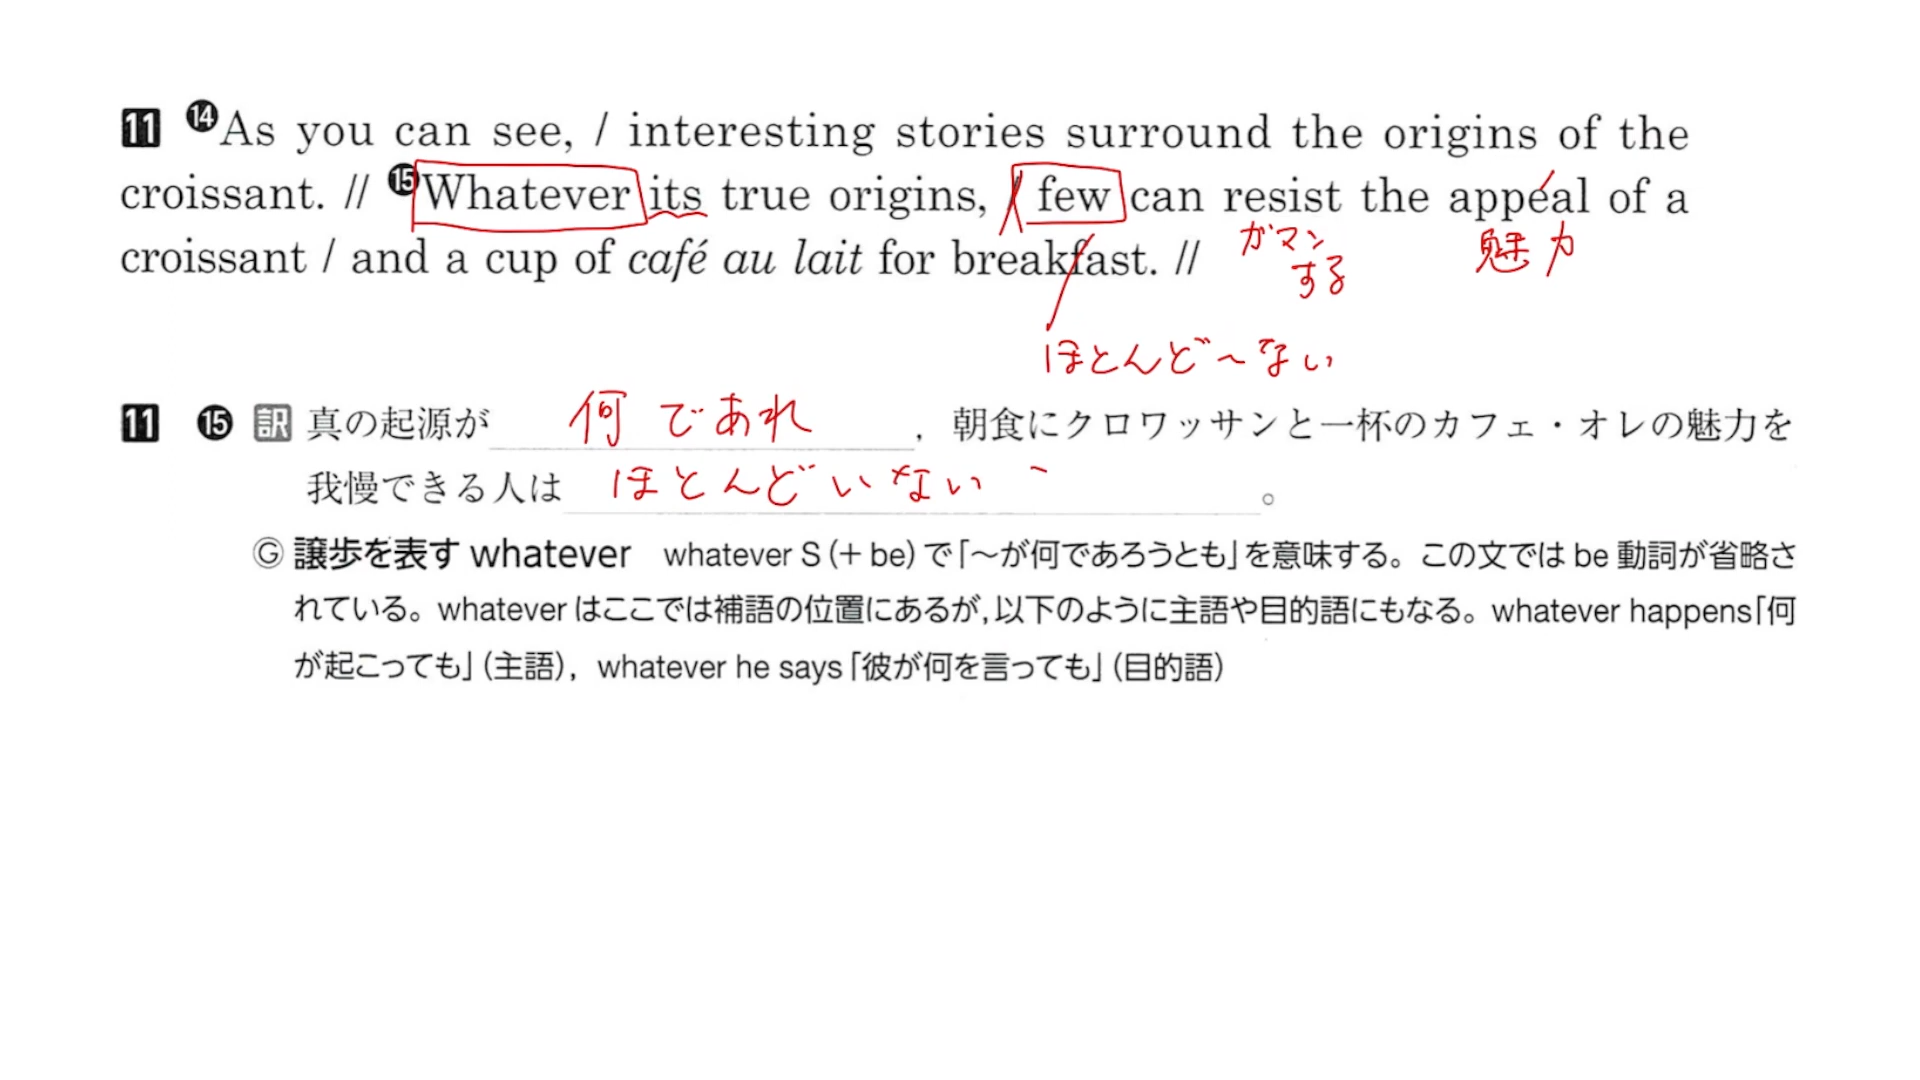 11 ⑭As you can see, / interesting stories surround the origins of the
croissant. // ⑮Whatever its true origins, / few can resist the appeal of a
croissant / and a cup of café au lait for breakfast. //
ガマン
する
魅力
ほとんど〜ない
11 ⑮ 訳 真の起源が 何であれ , 朝食にクロワッサンと一杯のカフェ・オレの魅力を
我慢できる人は ほとんどいない 。
Ⓖ 譲歩を表す whatever whatever S (+ be) で「〜が何であろうとも」を意味する。この文では be 動詞が省略さ
れている。whatever はここでは補語の位置にあるが,以下のように主語や目的語にもなる。whatever happens「何
が起こっても」(主語), whatever he says「彼が何を言っても」(目的語)